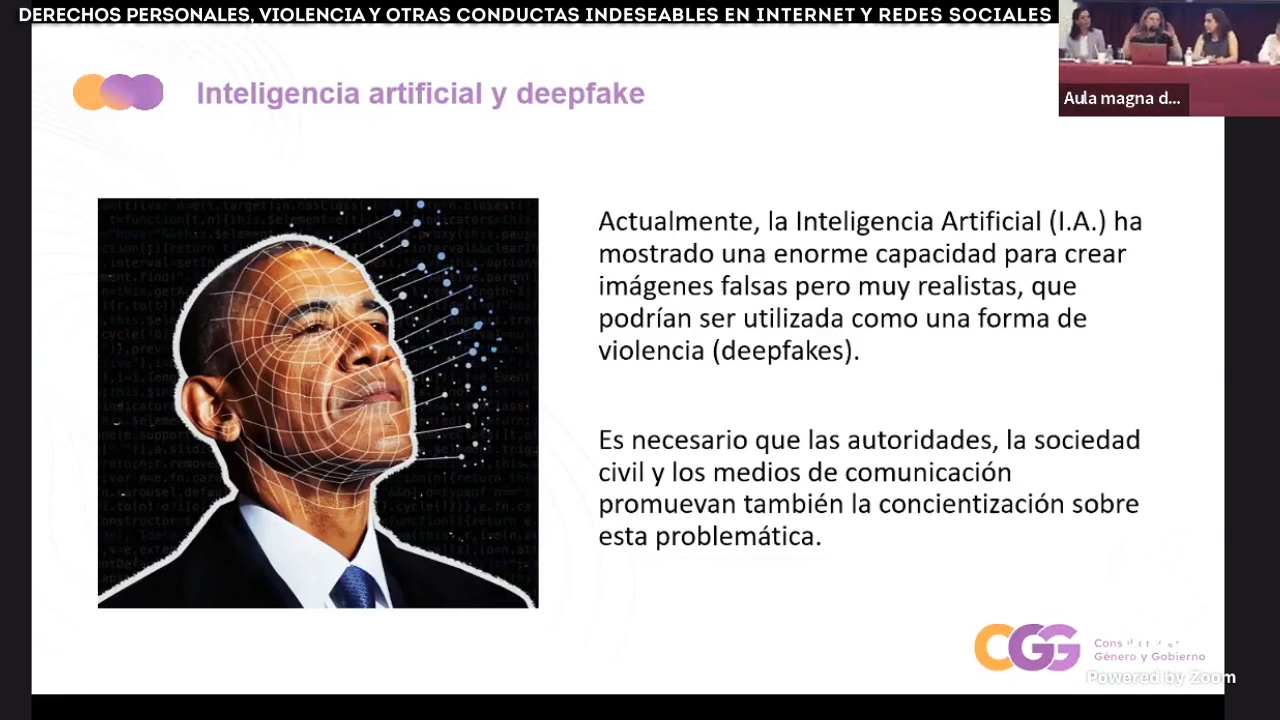 DERECHOS PERSONALES, VIOLENCIA Y OTRAS CONDUCTAS INDESEABLES EN INTERNET Y REDES SOCIALES
Aula magna d...
Inteligencia artificial y deepfake
Actualmente, la Inteligencia Artificial (I.A.) ha
mostrado una enorme capacidad para crear
imágenes falsas pero muy realistas, que
podrían ser utilizada como una forma de
violencia (deepfakes).
Es necesario que las autoridades, la sociedad
civil y los medios de comunicación
promuevan también la concientización sobre
esta problemática.
CGG
Género y Gobierno
Powered by Zoom